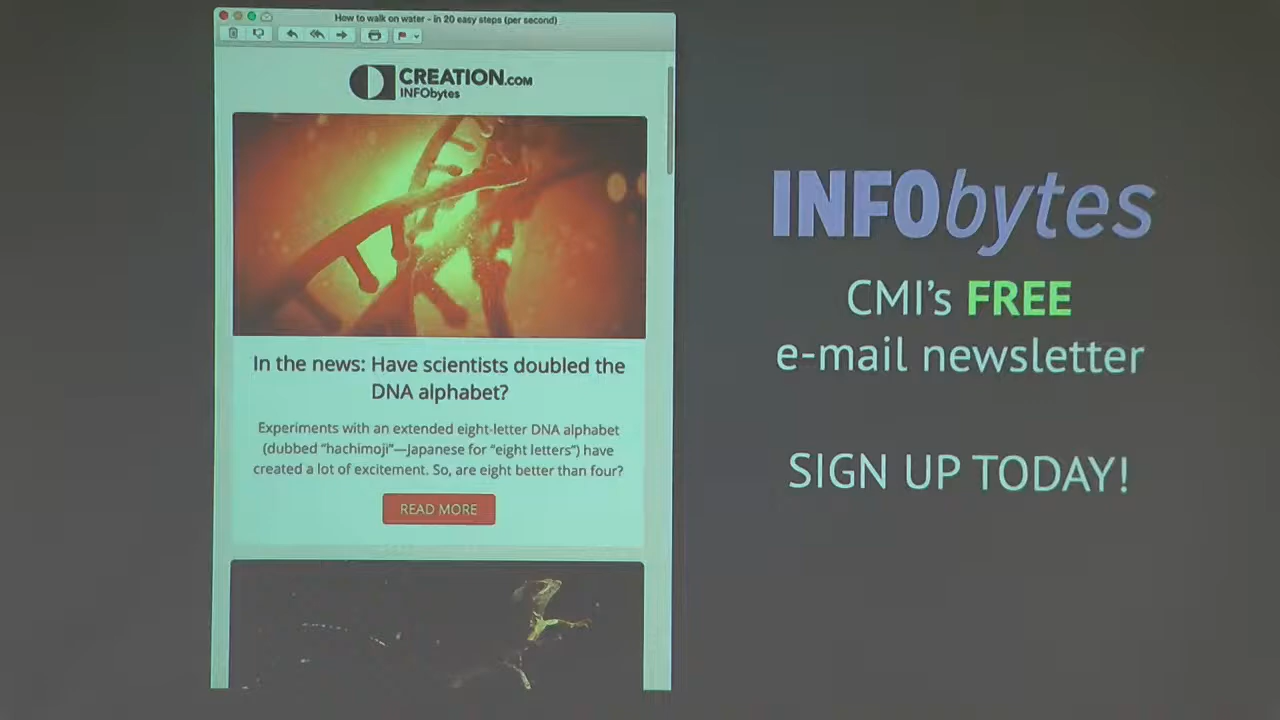 How to walk on water - in 20 easy steps (per second)
CREATION.COM
INFObytes
In the news: Have scientists doubled the
DNA alphabet?
Experiments with an extended eight-letter DNA alphabet
(dubbed “hachimoji”—Japanese for “eight letters”) have
created a lot of excitement. So, are eight better than four?
READ MORE
INFObytes
CMI’s FREE
e-mail newsletter
SIGN UP TODAY!